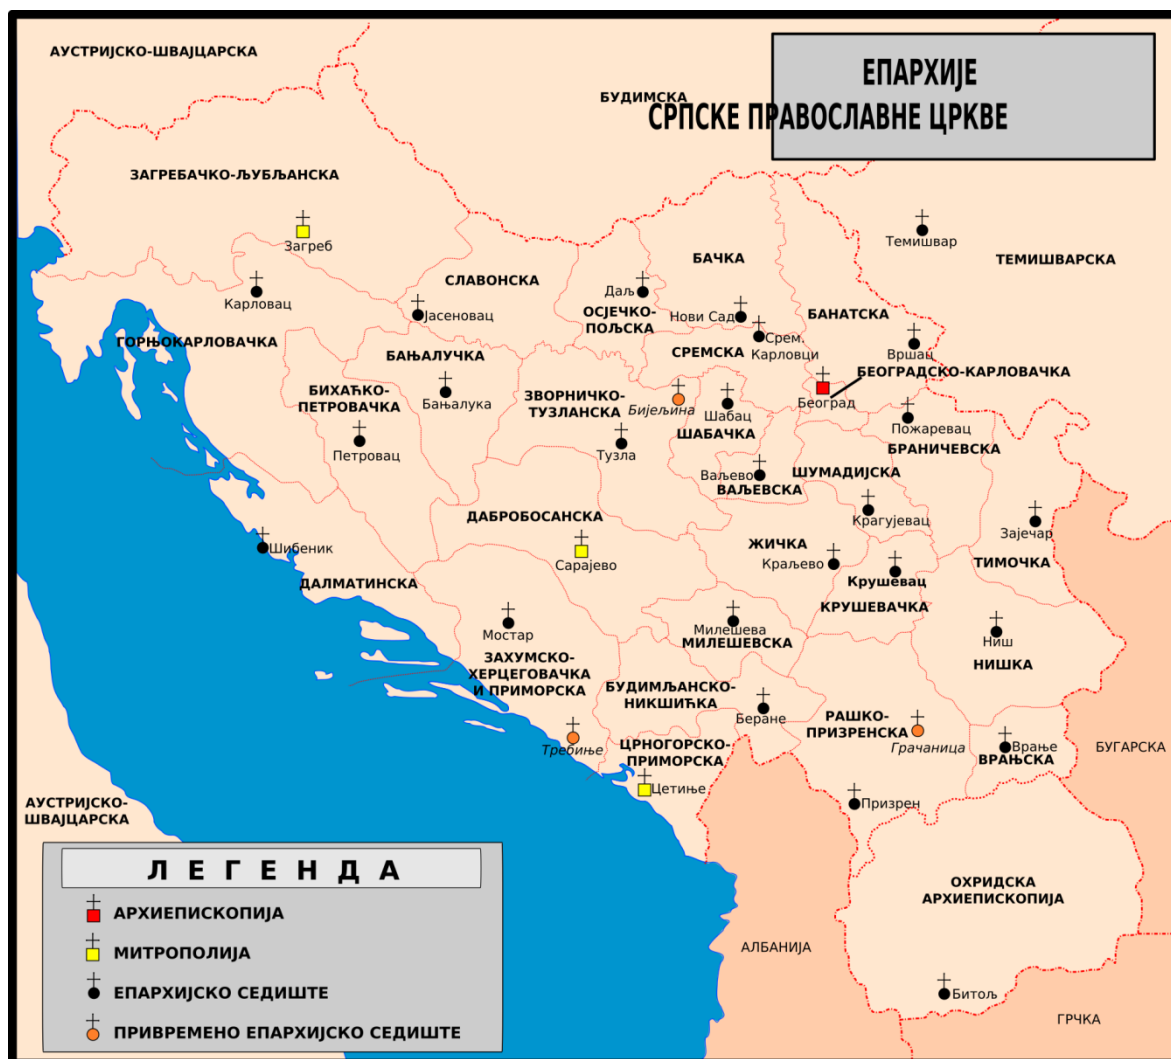 ЕПАРХИЈЕ
СРПСКЕ ПРАВОСЛАВНЕ ЦРКВЕ
АУСТРИЈСКО-ШВАЈЦАРСКА
БУДИМСКА
ЗАГРЕБАЧКО-ЉУБЉАНСКА
Загреб
Темишвар
ТЕМИШВАРСКА
БАЧКА
СЛАВОНСКА
Карловац
Јасеновац
Даљ
ОСЈЕЧКО-
ПОЉСКА
Нови Сад
БАНАТСКА
Срем.
Карловци
Вршац
ГОРЊОКАРЛОВАЧКА
БАЊАЛУЧКА
СРЕМСКА
БЕОГРАДСКО-КАРЛОВАЧКА
БИХАЋКО-
ПЕТРОВАЧКА
Бањалука
ЗВОРНИЧКО-
ТУЗЛАНСКА
Бијељина
Шабац
Београд
Пожаревац
ШАБАЧКА
БРАНИЧЕВСКА
Петровац
Тузла
Ваљево
ВАЉЕВСКА
ШУМАДИЈСКА
ДАБРОБОСАНСКА
Крагујевац
Зајечар
Шибеник
Сарајево
ЖИЧКА
Краљево
ТИМОЧКА
ДАЛМАТИНСКА
Крушевац
КРУШЕВАЧКА
Мостар
Милешева
МИЛЕШЕВСКА
Ниш
НИШКА
ЗАХУМСКО-
ХЕРЦЕГОВАЧКА
И ПРИМОРСКА
БУДИМЉАНСКО-
НИКШИЋКА
Беране
РАШКО-
ПРИЗРЕНСКА
Грачаница
Требиње
ЦРНОГОРСКО-
ПРИМОРСКА
Врање
ВРАЊСКА
БУГАРСКА
Цетиње
Призрен
АУСТРИЈСКО-
ШВАЈЦАРСКА
ОХРИДСКА
АРХИЕПИСКОПИЈА
АЛБАНИЈА
Битољ
ГРЧКА
ЛЕГЕНДА
АРХИЕПИСКОПИЈА
МИТРОПОЛИЈА
ЕПАРХИЈСКО СЕДИШТЕ
ПРИВРЕМЕНО ЕПАРХИЈСКО СЕДИШТЕ